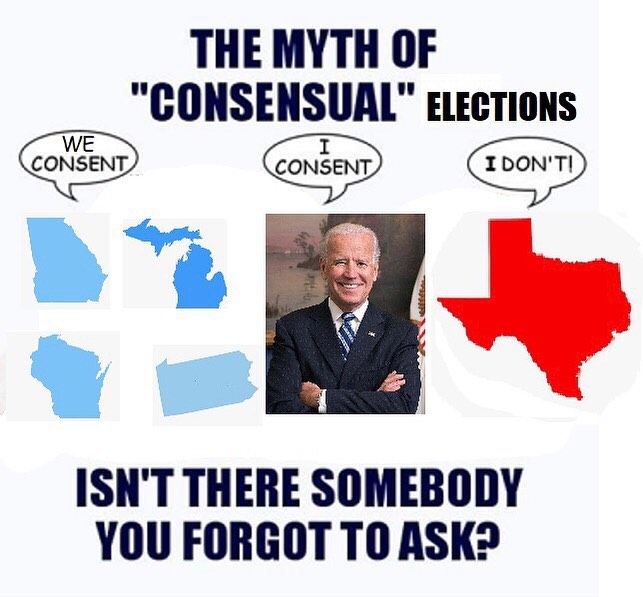 THE MYTH OF
"CONSENSUAL" ELECTIONS
WE
CONSENT
I
CONSENT
I DON'T!
ISN'T THERE SOMEBODY
YOU FORGOT TO ASK?